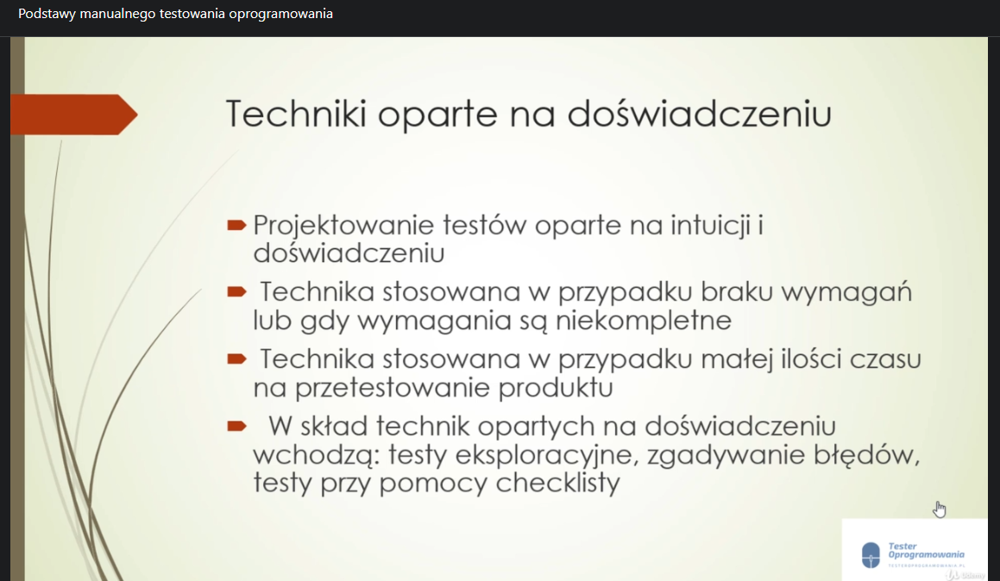 Podstawy manualnego testowania oprogramowania
Techniki oparte na doświadczeniu
Projektowanie testów oparte na intuicji i
doświadczeniu
Technika stosowana w przypadku braku wymagań
lub gdy wymagania są niekompletne
Technika stosowana w przypadku małej ilości czasu
na przetestowanie produktu
W skład technik opartych na doświadczeniu
wchodzą: testy eksploracyjne, zgadywanie błędów,
testy przy pomocy checklisty
Tester
Oprogramowania
TESTEROPROGRAMOWANIA.PL
Udemy